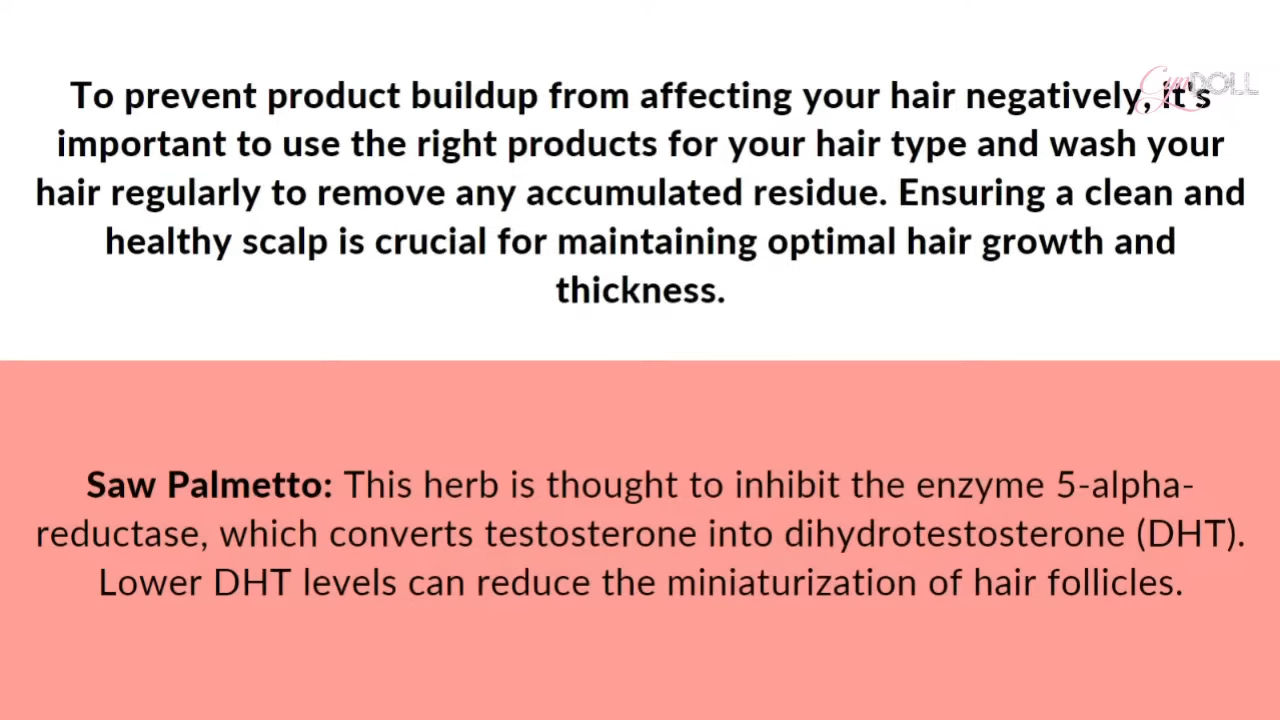 CynDOLL
To prevent product buildup from affecting your hair negatively, it's
important to use the right products for your hair type and wash your
hair regularly to remove any accumulated residue. Ensuring a clean and
healthy scalp is crucial for maintaining optimal hair growth and
thickness.
Saw Palmetto: This herb is thought to inhibit the enzyme 5-alpha-
reductase, which converts testosterone into dihydrotestosterone (DHT).
Lower DHT levels can reduce the miniaturization of hair follicles.